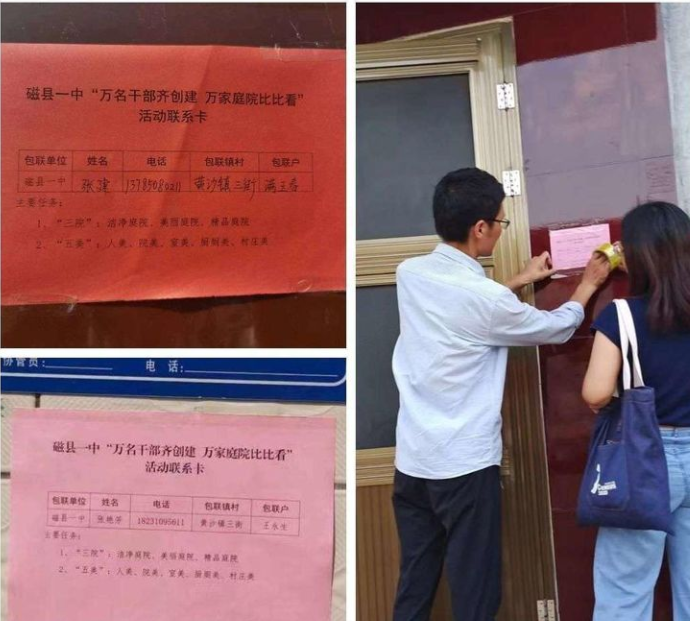 磁县一中“万名干部齐创建 万家庭院比比看”
活动联系卡
包联单位 姓名 电话 包联镇村 包联户
磁县一中 张建 黄沙镇三街
主要任务：
1、“三院”：洁净庭院、美丽庭院、精品庭院
2、“五美”：人美、院美、室美、厨厕美、村庄美
协管员： 电话：
磁县一中“万名干部齐创建 万家庭院比比看”
活动联系卡
包联单位 姓名 电话 包联镇村 包联户
磁县一中 18231095611 黄沙镇三街 王永生
主要任务：
1、“三院”：洁净庭院、美丽庭院、精品庭院
2、“五美”：人美、院美、室美、厨厕美、村庄美